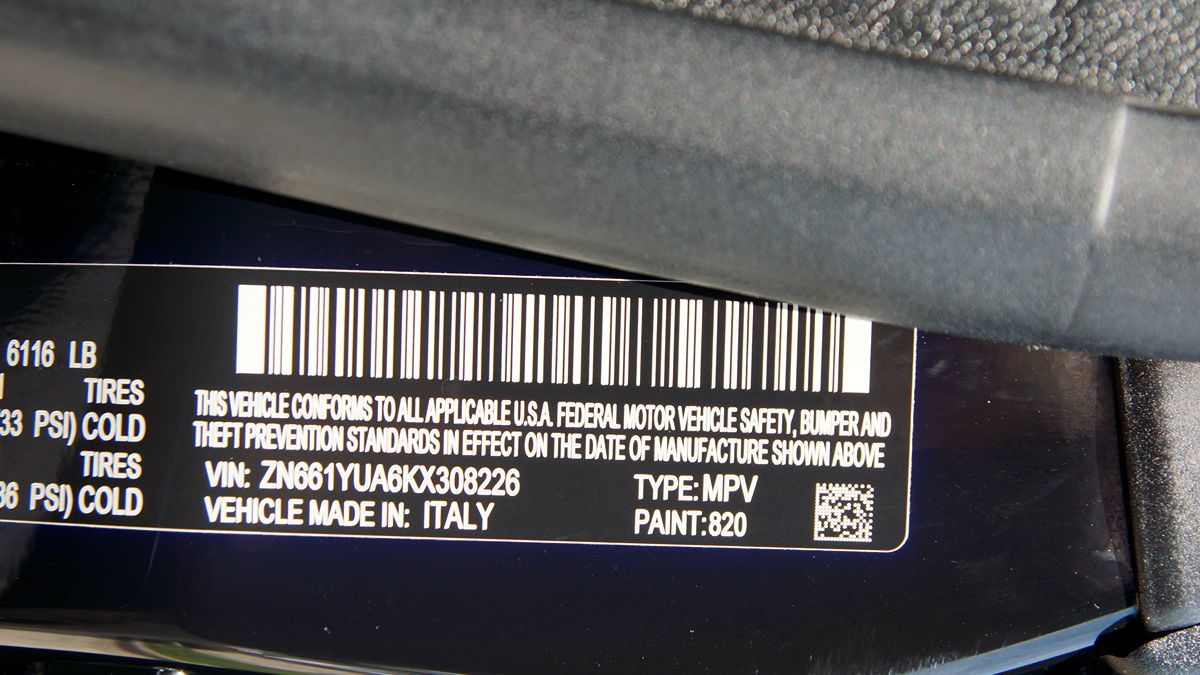 6116 LB
TIRES
33 PSI) COLD
TIRES
36 PSI) COLD
THIS VEHICLE CONFORMS TO ALL APPLICABLE U.S.A. FEDERAL MOTOR VEHICLE SAFETY, BUMPER AND
THEFT PREVENTION STANDARDS IN EFFECT ON THE DATE OF MANUFACTURE SHOWN ABOVE
VIN: ZN661YUA6KX308226
TYPE: MPV
VEHICLE MADE IN: ITALY
PAINT: 820